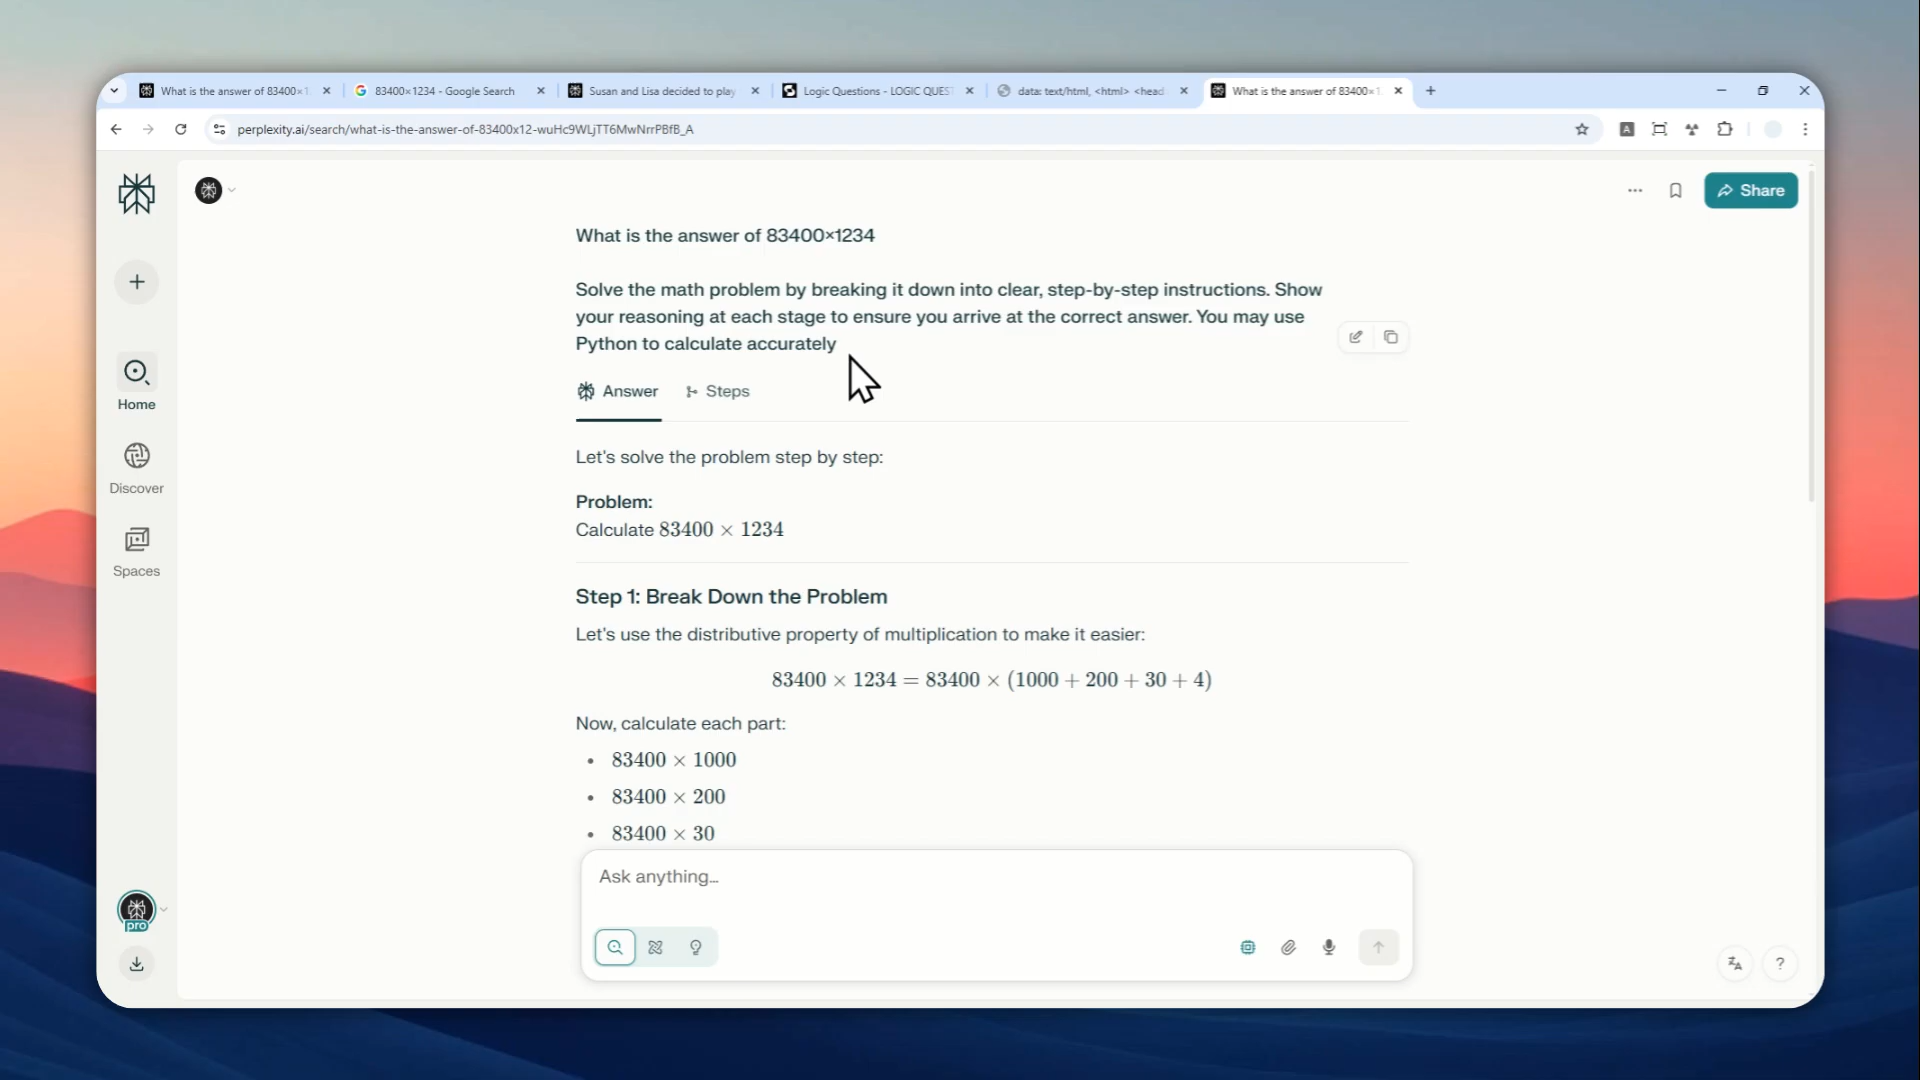 What is the answer of 83400×1
83400×1234 - Google Search
Susan and Lisa decided to play
Logic Questions - LOGIC QUEST
data: text/html, <html> <head
What is the answer of 83400×1
perplexity.ai/search/what-is-the-answer-of-83400x12-wuHc9WLjTT6MwNrrPBfB_A
Share
What is the answer of 83400×1234
Solve the math problem by breaking it down into clear, step-by-step instructions. Show
your reasoning at each stage to ensure you arrive at the correct answer. You may use
Python to calculate accurately
Answer
Steps
Home
Discover
Spaces
pro
Let's solve the problem step by step:
Problem:
Calculate 83400 × 1234
Step 1: Break Down the Problem
Let's use the distributive property of multiplication to make it easier:
83400 × 1234 = 83400 × (1000 + 200 + 30 + 4)
Now, calculate each part:
• 83400 × 1000
• 83400 × 200
• 83400 × 30
Ask anything...